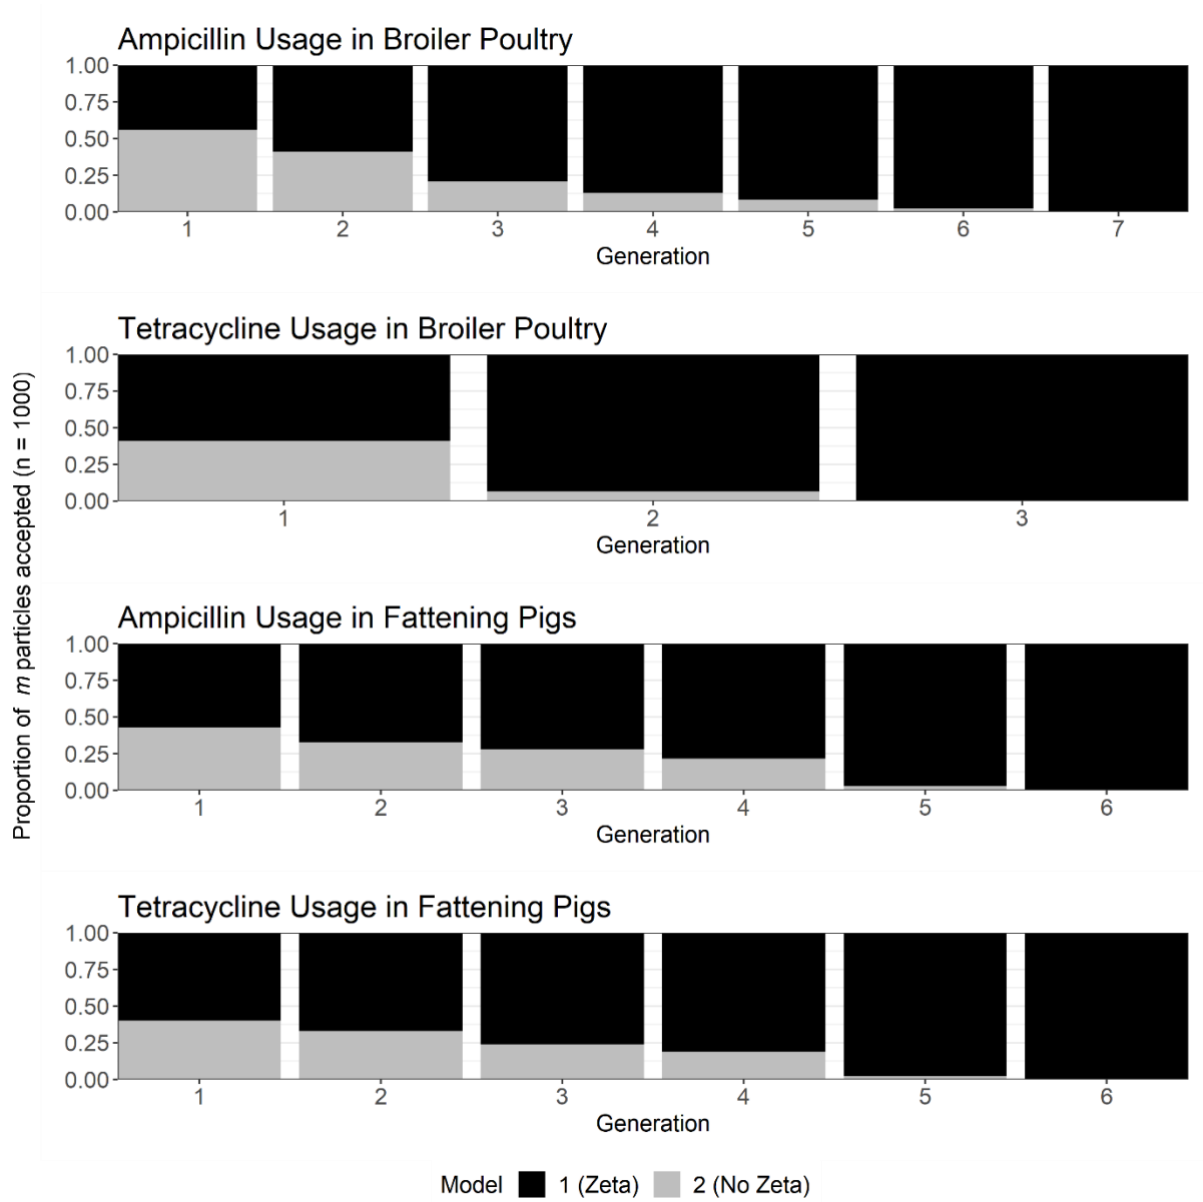 Ampicillin Usage in Broiler Poultry
1.00
0.75
0.50
0.25
0.00
1 2 3 4 5 6 7
Generation
Tetracycline Usage in Broiler Poultry
1.00
0.75
0.50
0.25
0.00
1 2 3
Generation
Proportion of m particles accepted (n = 1000)
Ampicillin Usage in Fattening Pigs
1.00
0.75
0.50
0.25
0.00
1 2 3 4 5 6
Generation
Tetracycline Usage in Fattening Pigs
1.00
0.75
0.50
0.25
0.00
1 2 3 4 5 6
Generation
Model 1 (Zeta) 2 (No Zeta)